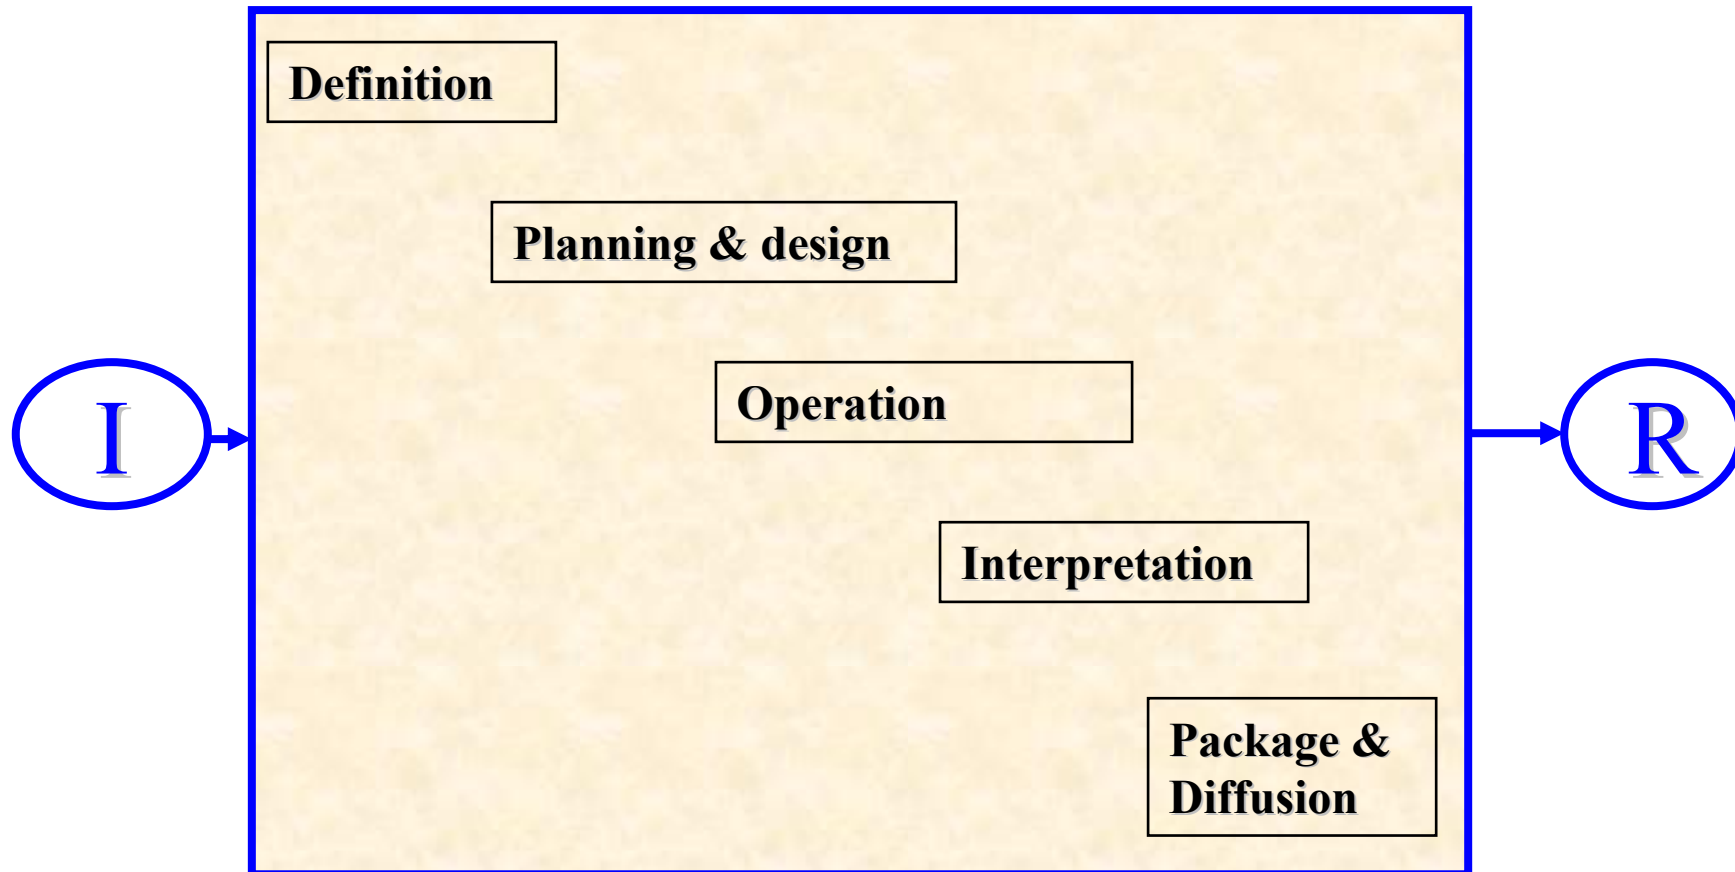 Definition
Planning & design
Operation
I
R
Interpretation
Package &
Diffusion